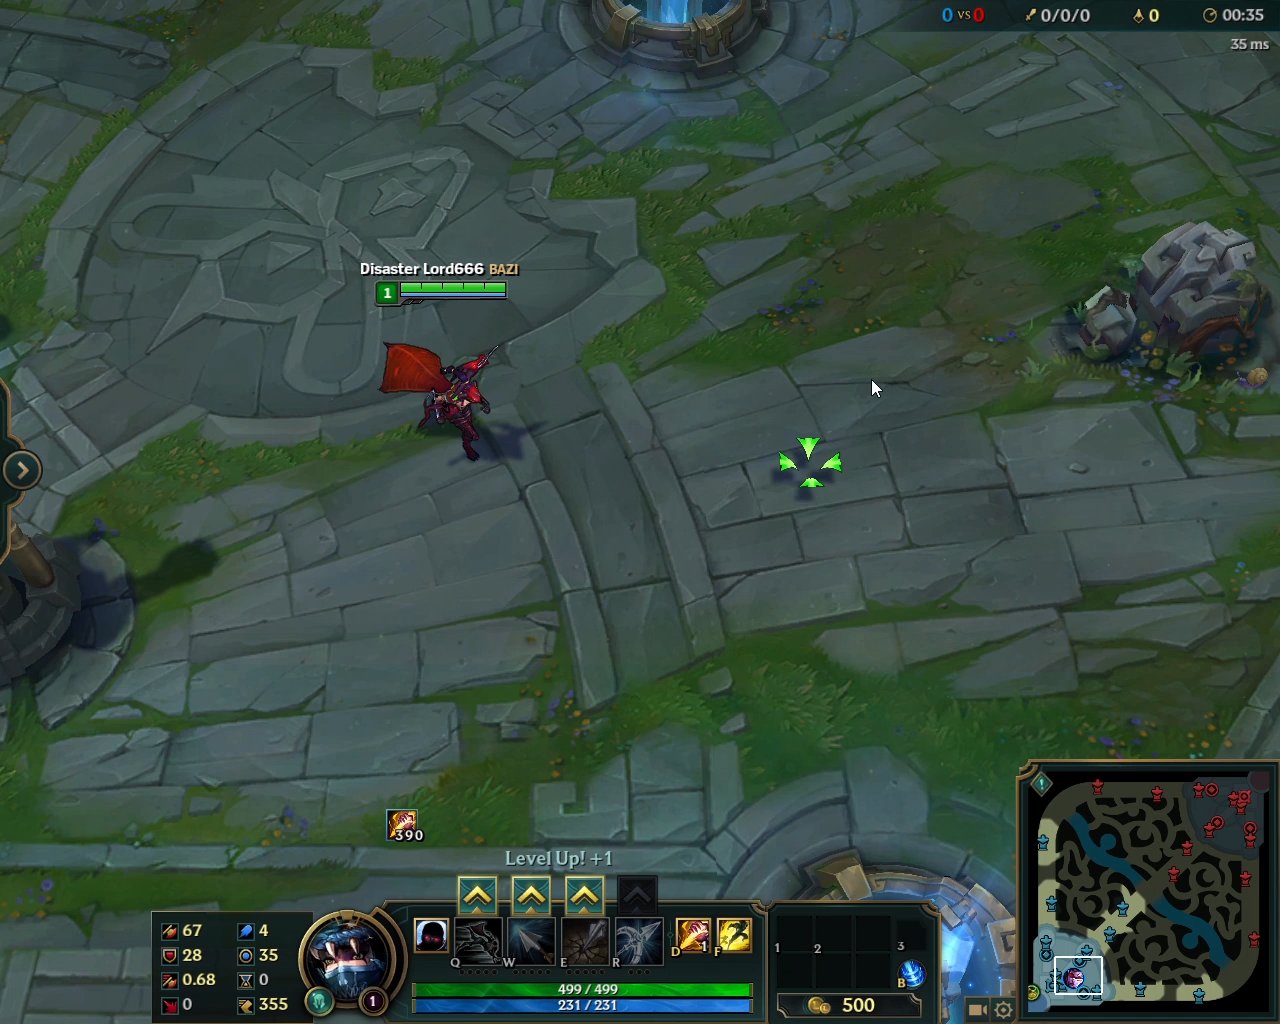 0 vs 0 0/0/0 0 00:35
35 ms
Disaster Lord666 BAZI
1
390
Level Up! +1
67 4
28 35
0.68 0
0 355
1
Q W E R D 1 F
499 / 499
231 / 231
1 2 3
B
500